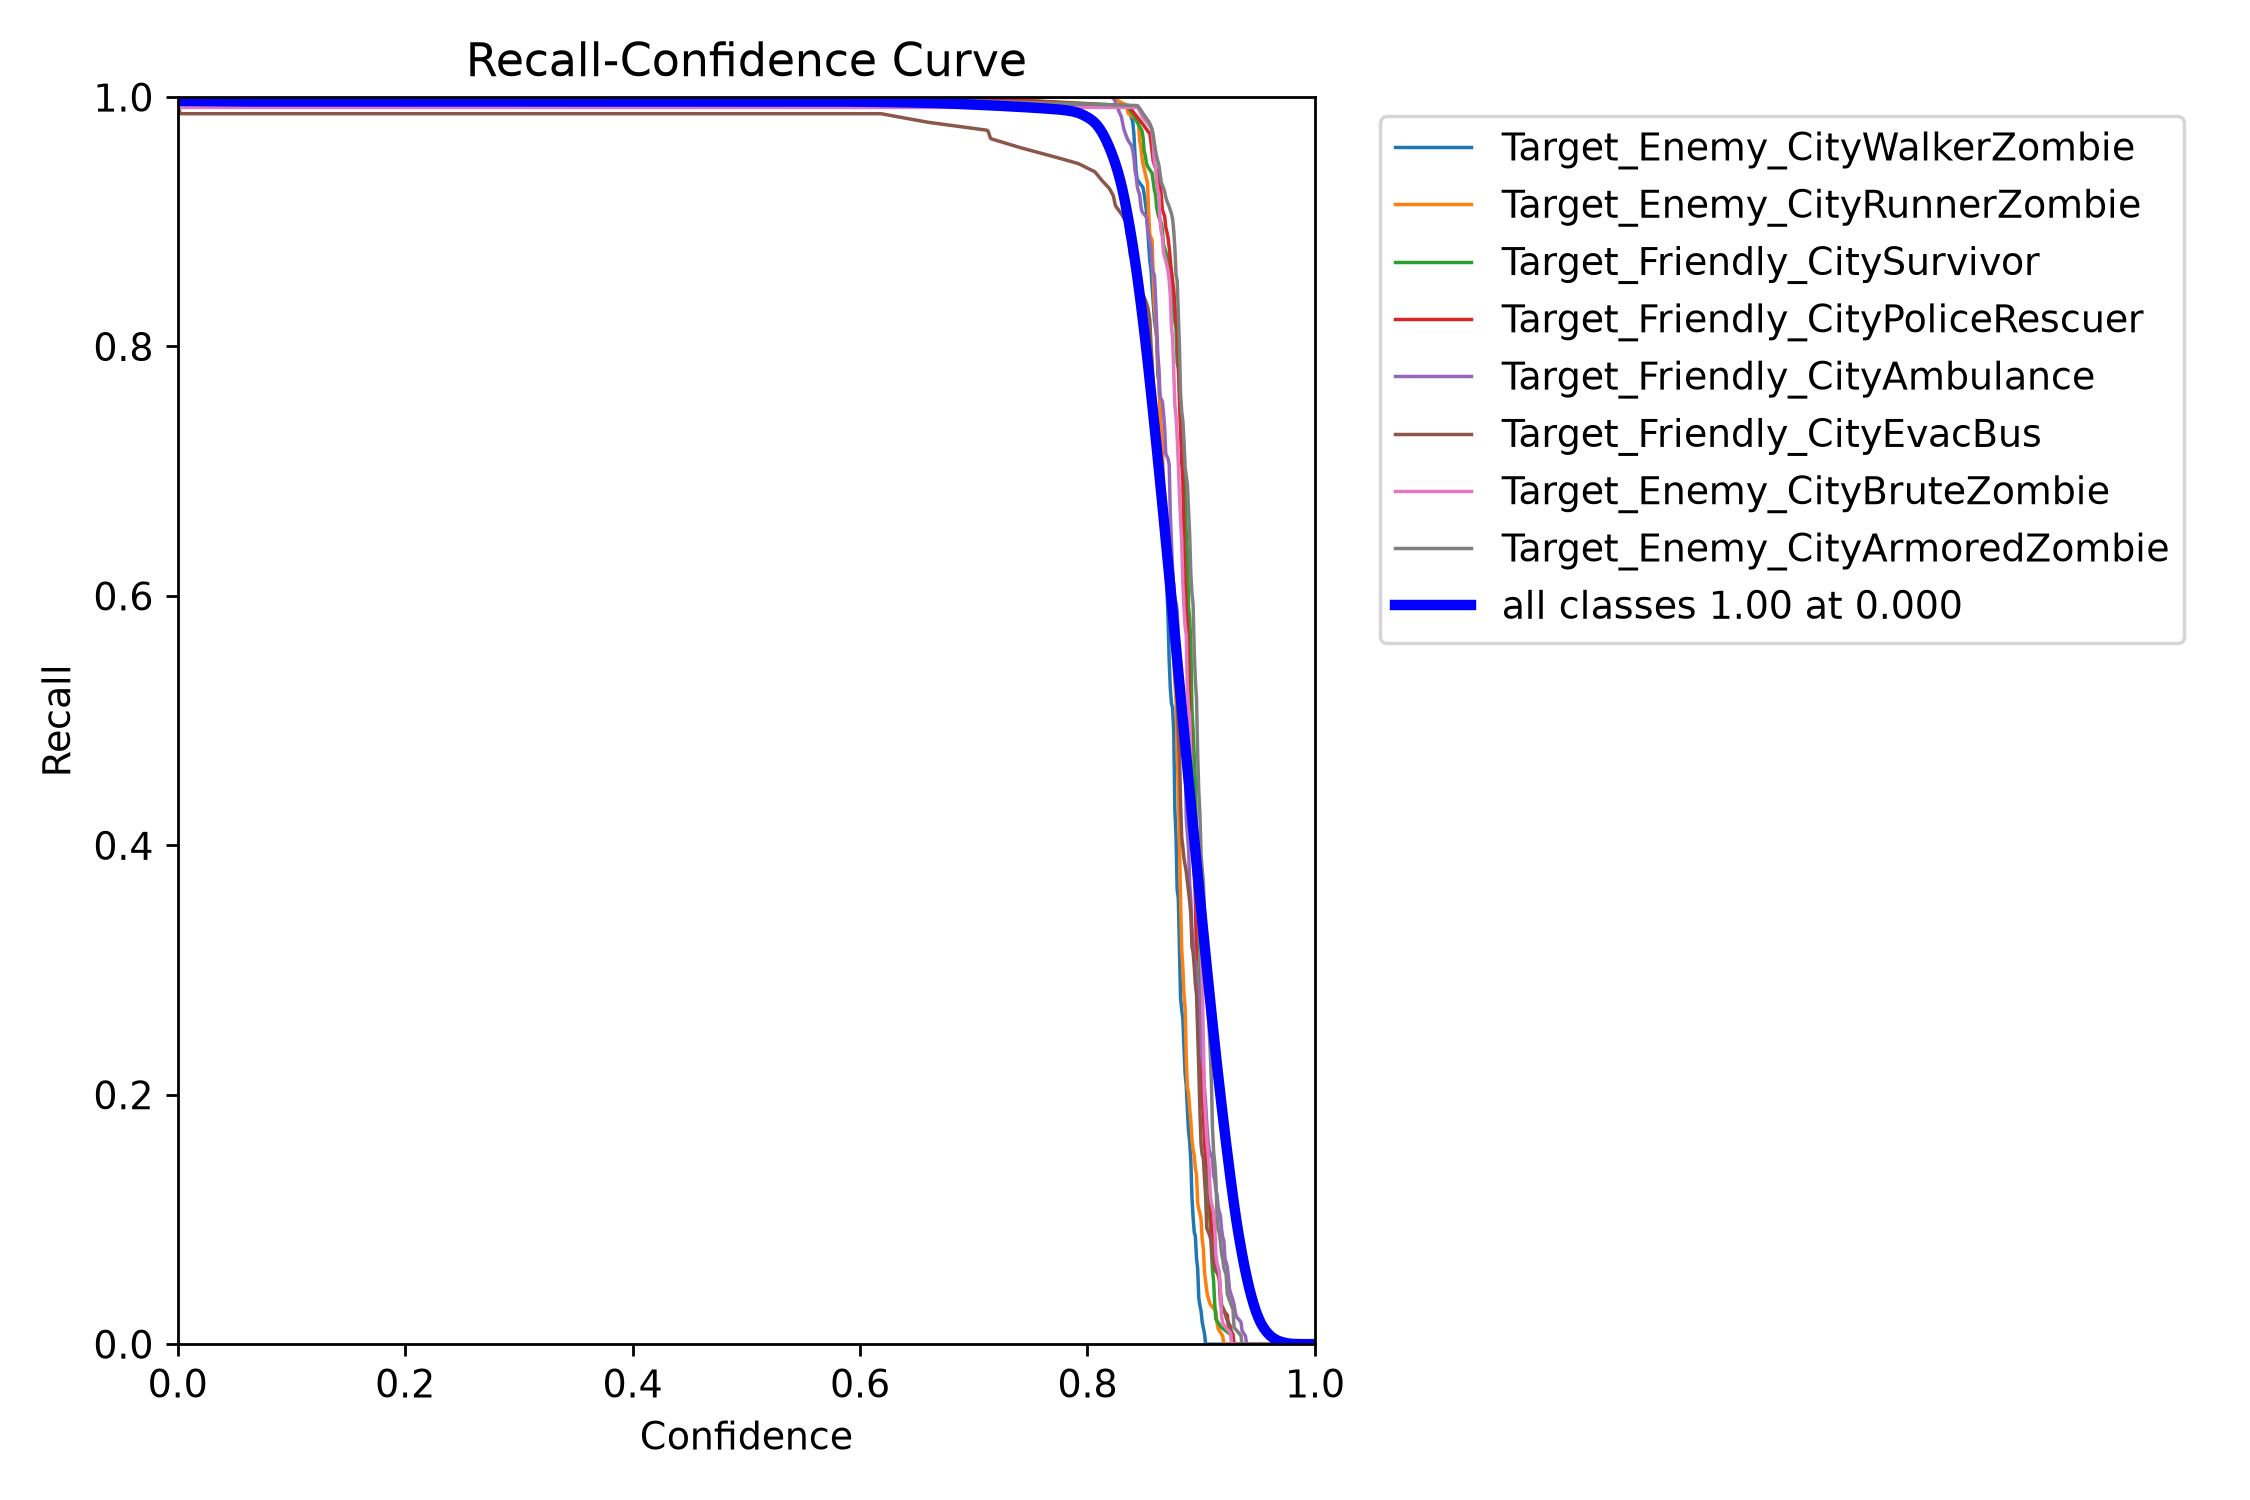 Recall-Confidence Curve
1.0
0.8
0.6
0.4
0.2
0.0
Recall
0.0 0.2 0.4 0.6 0.8 1.0
Confidence
Target_Enemy_CityWalkerZombie
Target_Enemy_CityRunnerZombie
Target_Friendly_CitySurvivor
Target_Friendly_CityPoliceRescuer
Target_Friendly_CityAmbulance
Target_Friendly_CityEvacBus
Target_Enemy_CityBruteZombie
Target_Enemy_CityArmoredZombie
all classes 1.00 at 0.000